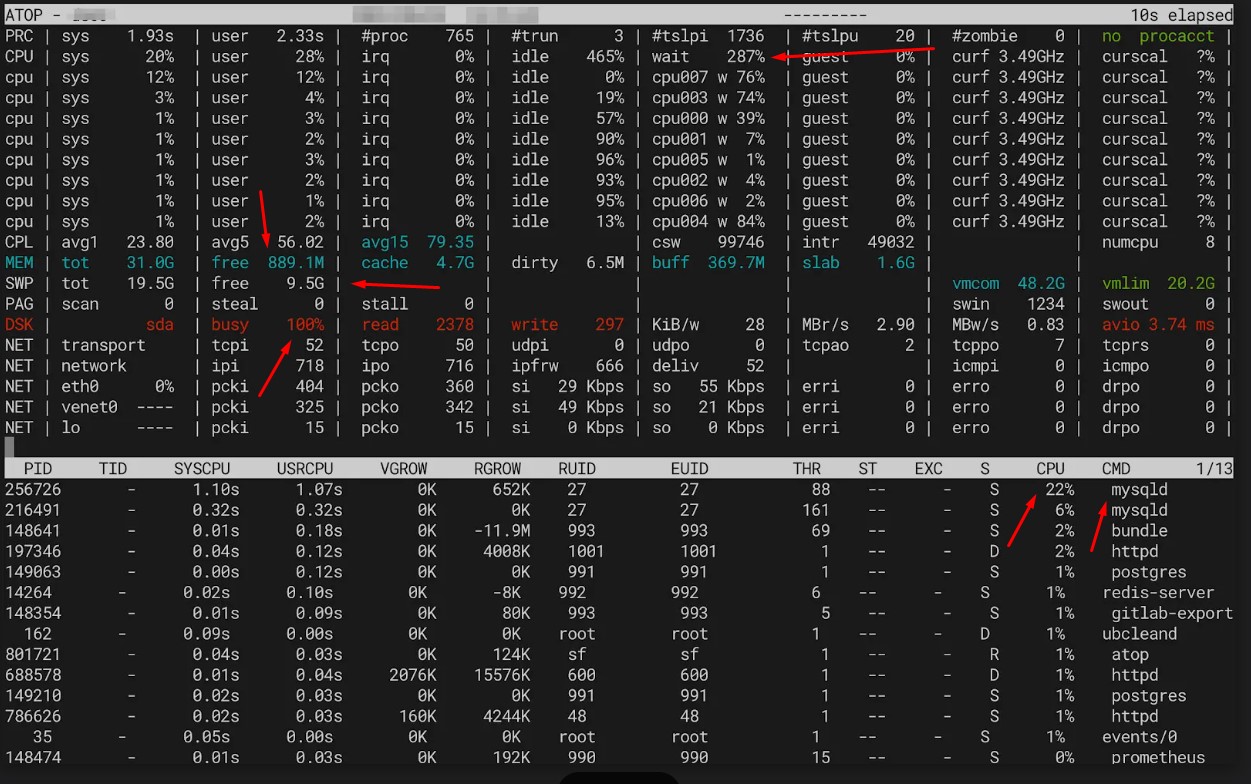 ATOP - --------- 10s elapsed
PRC | sys 1.93s | user 2.33s | #proc 765 | #trun 3 | #tslpi 1736 | #tslpu 20 | #zombie 0 | no procacct |
CPU | sys 20% | user 28% | irq 0% | idle 465% | wait 287% | guest 0% | curf 3.49GHz | curscal ?% |
cpu | sys 12% | user 12% | irq 0% | idle 0% | cpu007 w 76% | guest 0% | curf 3.49GHz | curscal ?% |
cpu | sys 3% | user 4% | irq 0% | idle 19% | cpu003 w 74% | guest 0% | curf 3.49GHz | curscal ?% |
cpu | sys 1% | user 3% | irq 0% | idle 57% | cpu000 w 39% | guest 0% | curf 3.49GHz | curscal ?% |
cpu | sys 1% | user 2% | irq 0% | idle 90% | cpu001 w 7% | guest 0% | curf 3.49GHz | curscal ?% |
cpu | sys 1% | user 3% | irq 0% | idle 96% | cpu005 w 1% | guest 0% | curf 3.49GHz | curscal ?% |
cpu | sys 1% | user 2% | irq 0% | idle 93% | cpu002 w 4% | guest 0% | curf 3.49GHz | curscal ?% |
cpu | sys 1% | user 1% | irq 0% | idle 95% | cpu006 w 2% | guest 0% | curf 3.49GHz | curscal ?% |
cpu | sys 1% | user 2% | irq 0% | idle 13% | cpu004 w 84% | guest 0% | curf 3.49GHz | curscal ?% |
CPL | avg1 23.80 | avg5 56.02 | avg15 79.35 | | csw 99746 | intr 49032 | | numcpu 8 |
MEM | tot 31.0G | free 889.1M | cache 4.7G | dirty 6.5M | buff 369.7M | slab 1.6G | | |
SWP | tot 19.5G | free 9.5G | | | | | vmcom 48.2G | vmlim 20.2G |
PAG | scan 0 | steal 0 | stall 0 | | | | swin 1234 | swout 0 |
DSK | sda | busy 100% | read 2378 | write 297 | KiB/w 28 | MBr/s 2.90 | MBw/s 0.83 | avio 3.74 ms |
NET | transport | tcpi 52 | tcpo 50 | udpi 0 | udpo 0 | tcpao 2 | tcppo 7 | tcprs 0 |
NET | network | ipi 718 | ipo 716 | ipfrw 666 | deliv 52 | | icmpi 0 | icmpo 0 |
NET | eth0 0% | pcki 404 | pcko 360 | si 29 Kbps | so 55 Kbps | erri 0 | erro 0 | drpo 0 |
NET | venet0 ---- | pcki 325 | pcko 342 | si 49 Kbps | so 21 Kbps | erri 0 | erro 0 | drpo 0 |
NET | lo ---- | pcki 15 | pcko 15 | si 0 Kbps | so 0 Kbps | erri 0 | erro 0 | drpo 0 |
PID TID SYSCPU USRCPU VGROW RGROW RUID EUID THR ST EXC S CPU CMD 1/13
256726 - 1.10s 1.07s 0K 652K 27 27 88 -- - S 22% mysqld
216491 - 0.32s 0.32s 0K 0K 27 27 161 -- - S 6% mysqld
148641 - 0.01s 0.18s 0K -11.9M 993 993 69 -- - S 2% bundle
197346 - 0.04s 0.12s 0K 4008K 1001 1001 1 -- - D 2% httpd
149063 - 0.00s 0.12s 0K 0K 991 991 1 -- - S 1% postgres
14264 - 0.02s 0.10s 0K -8K 992 992 6 -- - S 1% redis-server
148354 - 0.01s 0.09s 0K 80K 993 993 5 -- - S 1% gitlab-export
162 - 0.09s 0.00s 0K 0K root root 1 -- - D 1% ubcleand
801721 - 0.04s 0.03s 0K 124K sf sf 1 -- - R 1% atop
688578 - 0.01s 0.04s 2076K 15576K 600 600 1 -- - D 1% httpd
149210 - 0.02s 0.03s 0K 0K 991 991 1 -- - S 1% postgres
786626 - 0.02s 0.03s 160K 4244K 48 48 1 -- - S 1% httpd
35 - 0.05s 0.00s 0K 0K root root 1 -- - S 1% events/0
148474 - 0.01s 0.03s 0K 192K 990 990 15 -- - S 0% prometheus